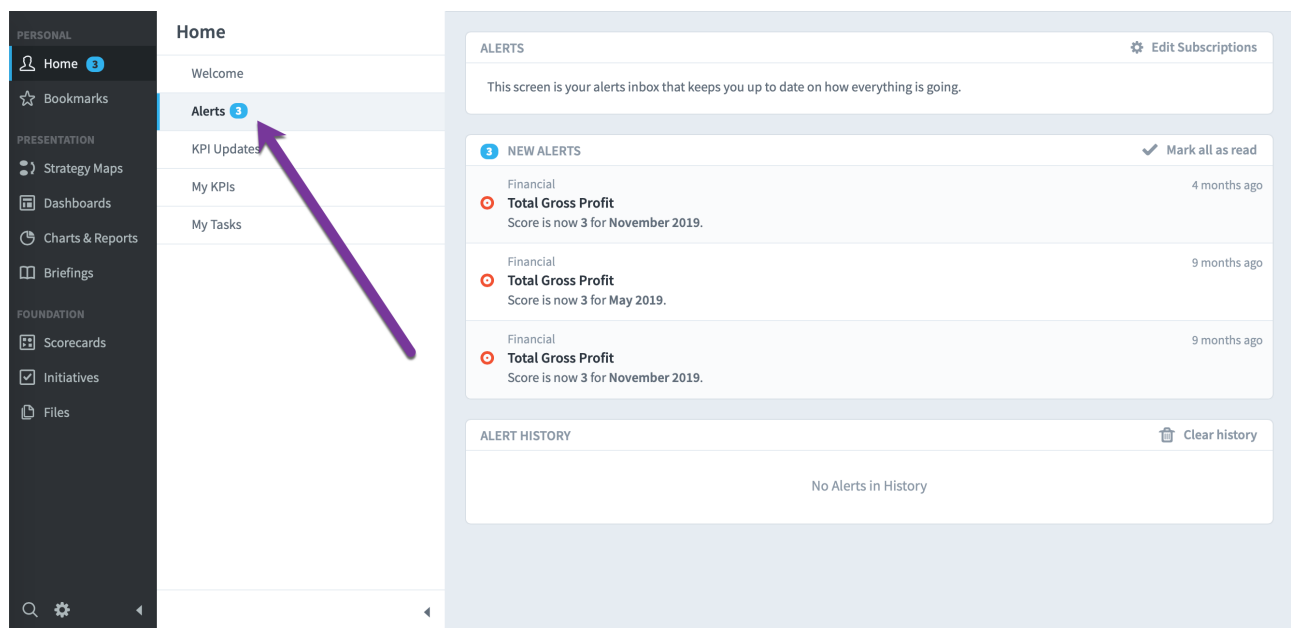 PERSONAL
Home 3
Bookmarks
PRESENTATION
Strategy Maps
Dashboards
Charts & Reports
Briefings
FOUNDATION
Scorecards
Initiatives
Files
Home
Welcome
Alerts 3
KPI Updates
My KPIs
My Tasks
ALERTS
Edit Subscriptions
This screen is your alerts inbox that keeps you up to date on how everything is going.
3 NEW ALERTS
Mark all as read
Financial
4 months ago
Total Gross Profit
Score is now 3 for November 2019.
Financial
9 months ago
Total Gross Profit
Score is now 3 for May 2019.
Financial
9 months ago
Total Gross Profit
Score is now 3 for November 2019.
ALERT HISTORY
Clear history
No Alerts in History